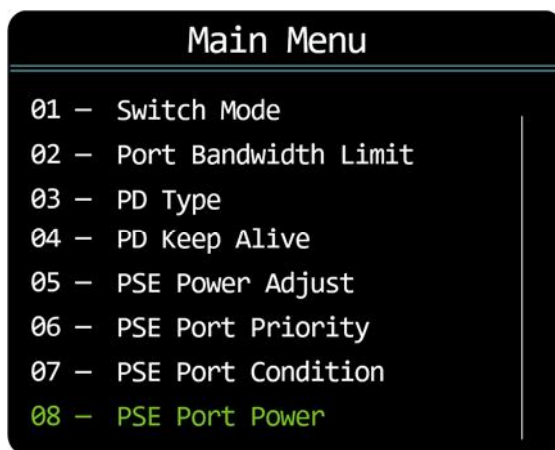 Main Menu
01 — Switch Mode
02 — Port Bandwidth Limit
03 — PD Type
04 — PD Keep Alive
05 — PSE Power Adjust
06 — PSE Port Priority
07 — PSE Port Condition
08 — PSE Port Power